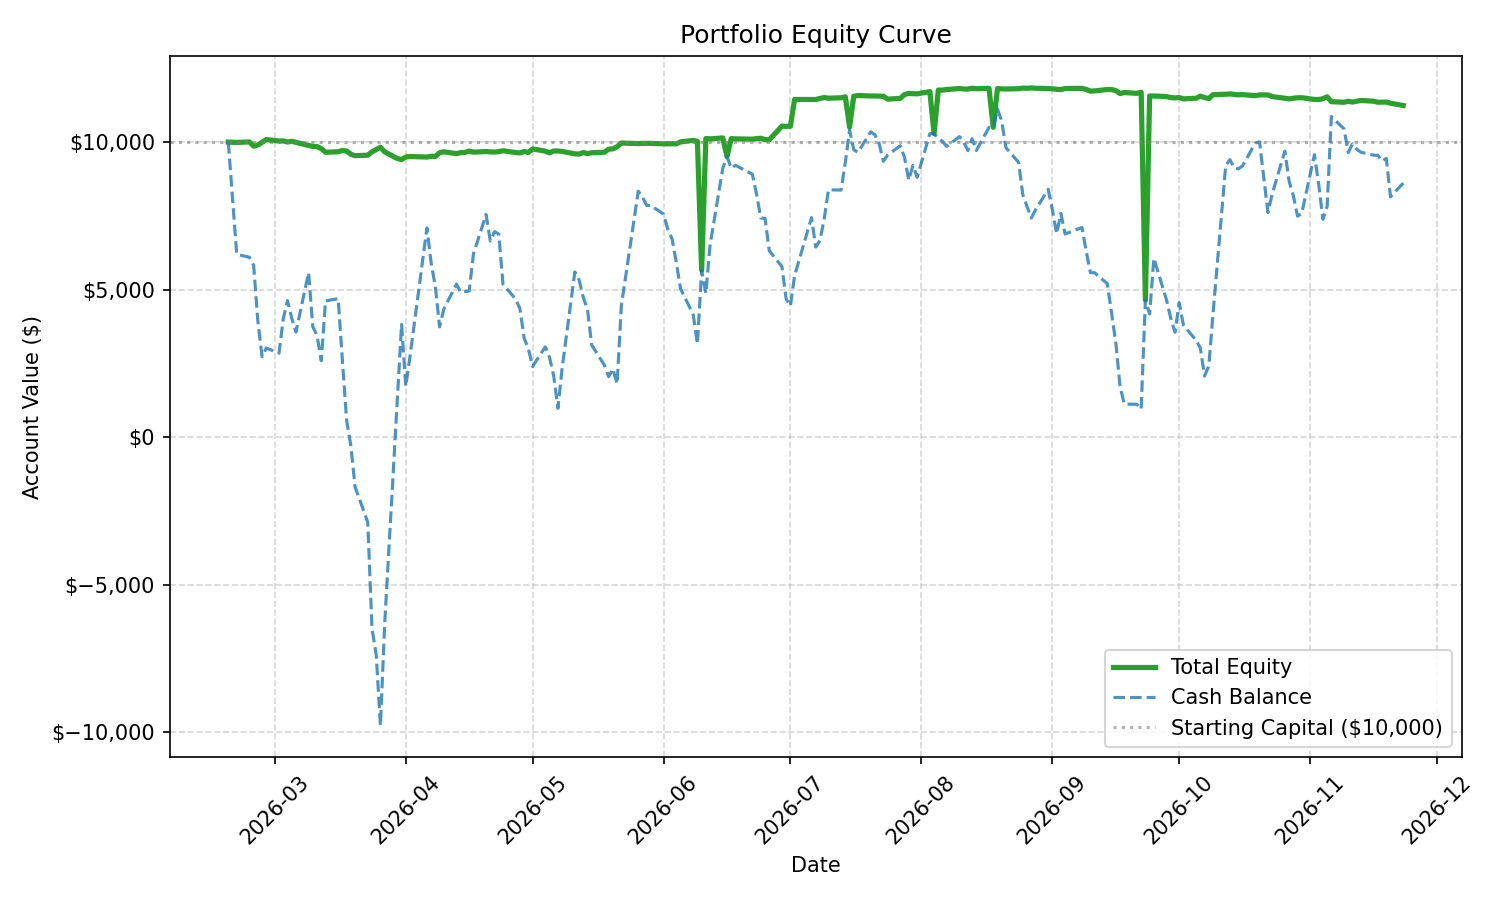 Portfolio Equity Curve
Account Value ($)
$10,000
$5,000
$0
$−5,000
$−10,000
Total Equity
Cash Balance
Starting Capital ($10,000)
2026-03
2026-04
2026-05
2026-06
2026-07
2026-08
2026-09
2026-10
2026-11
2026-12
Date